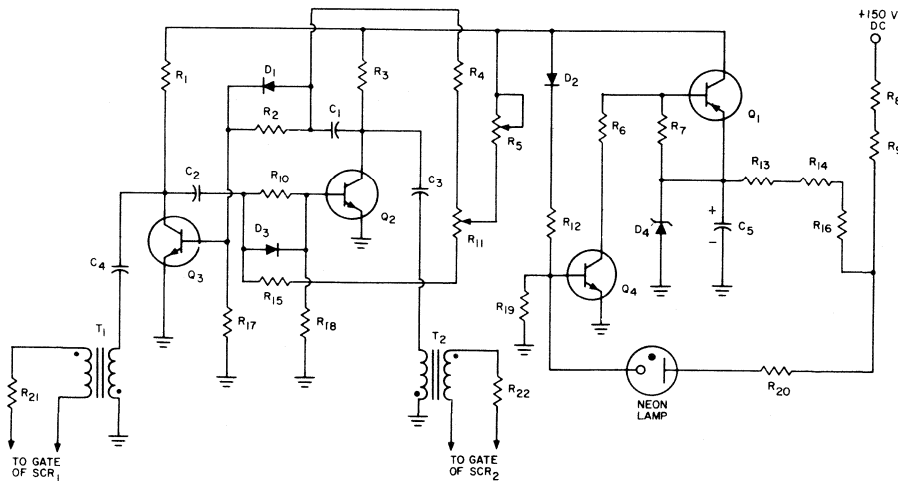 +150 V
DC
R1
D1
R2
C1
R3
R4
R5
D2
R6
R7
Q1
R8
R9
C2
R10
Q2
C3
R11
R12
R13
R14
D4
+
C5
−
R16
C4
Q3
D3
R15
Q4
R19
T1
R17
R18
T2
R21
R22
NEON
LAMP
R20
TO GATE
OF SCR1
TO GATE
OF SCR2